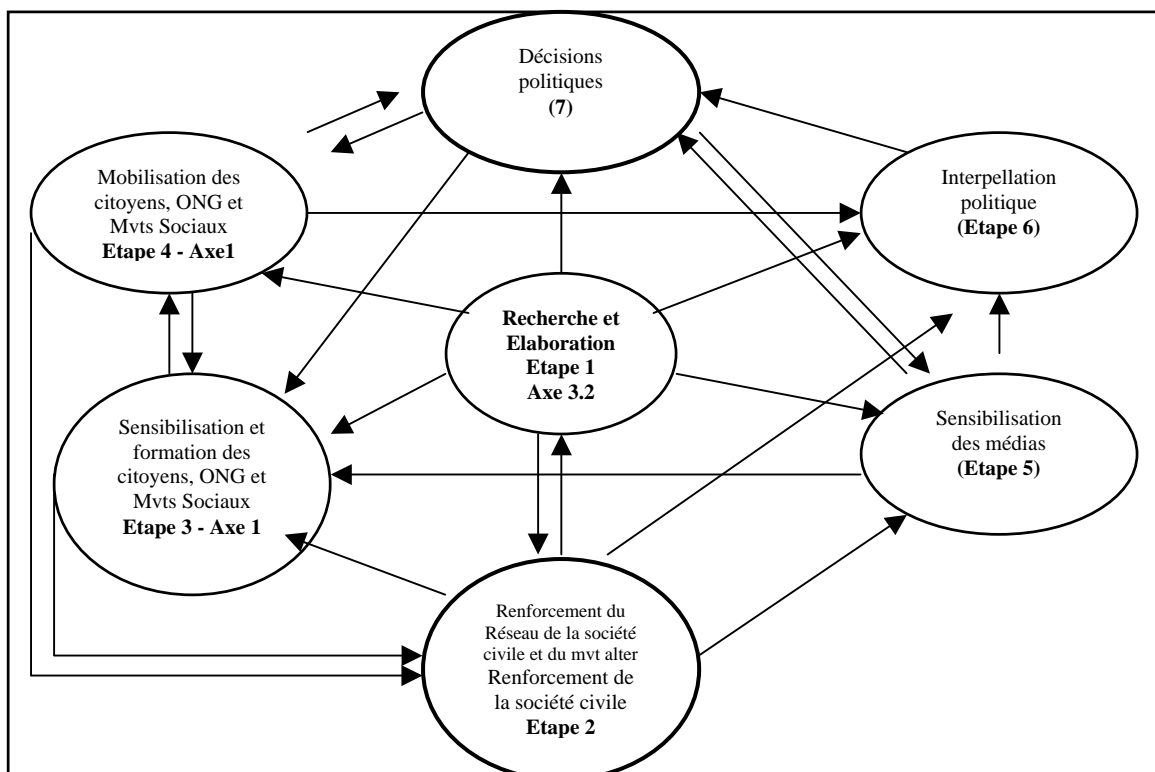 Décisions
politiques
(7)
Mobilisation des
citoyens, ONG et
Mvts Sociaux
Etape 4 - Axe1
Interpellation
politique
(Etape 6)
Recherche et
Elaboration
Etape 1
Axe 3.2
Sensibilisation et
formation des
citoyens, ONG et
Mvts Sociaux
Etape 3 - Axe 1
Sensibilisation
des médias
(Etape 5)
Renforcement du
Réseau de la société
civile et du mvt alter
Renforcement de
la société civile
Etape 2